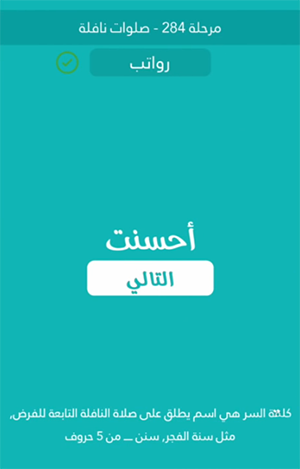 مرحلة 284 - صلوات نافلة
رواتب
أحسنت
التالي
كلمة السر هي اسم يطلق على صلاة النافلة التابعة للفرض,
مثل سنة الفجر, سنن ـــ من 5 حروف